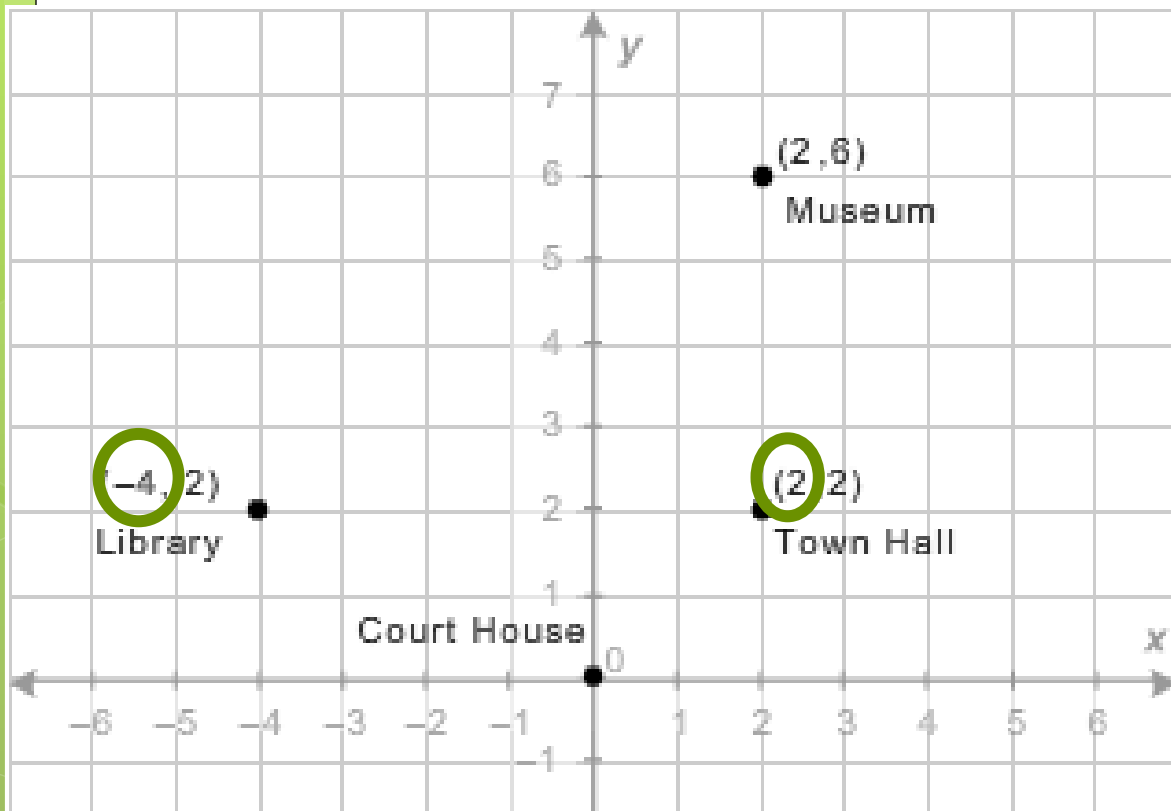 y
7
(2,6)
6
Museum
5
4
3
(-4, 2)
(2,2)
2
Library
Town Hall
1
Court House
x
0
–6 –5 –4 –3 –2 –1 1 2 3 4 5 6
–1